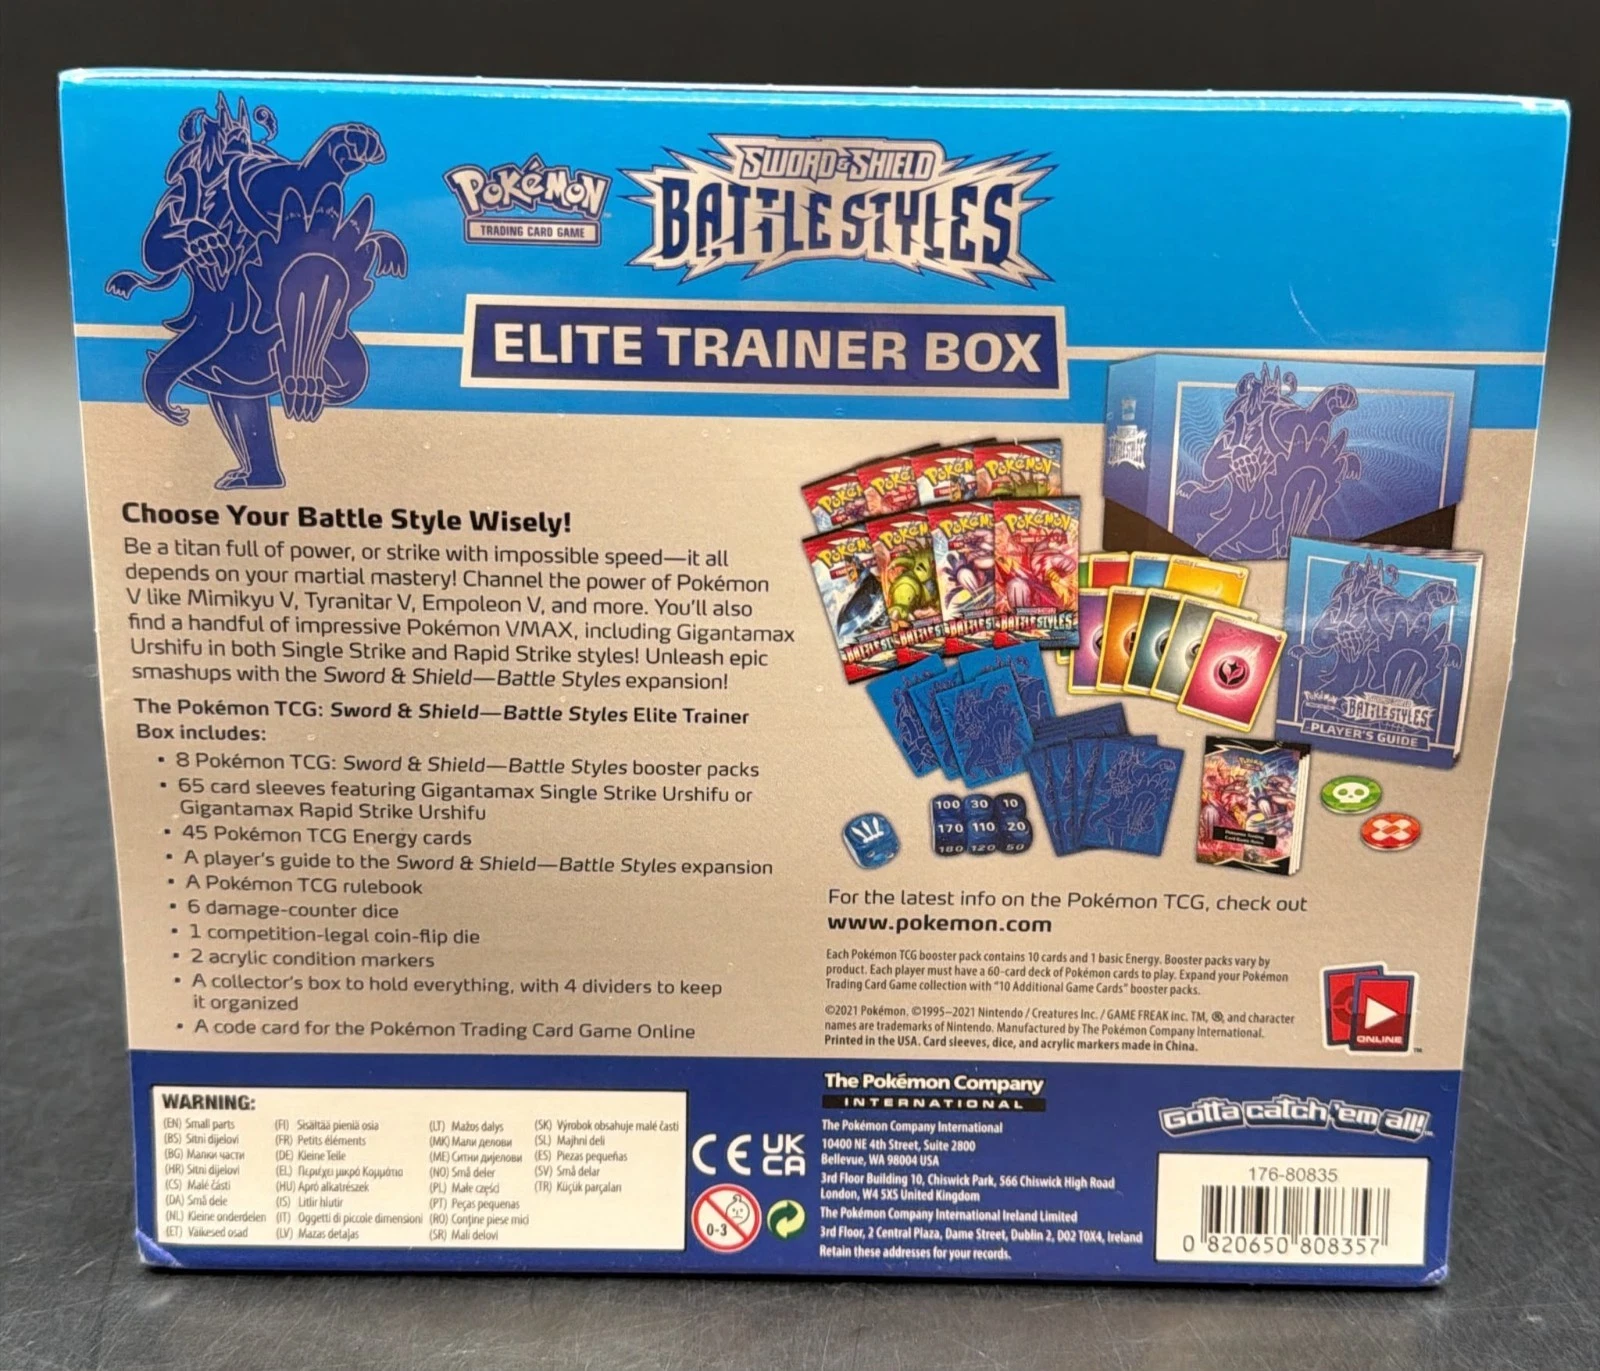 POKéMON
TRADING CARD GAME
SWORD & SHIELD
BATTLE STYLES
ELITE TRAINER BOX
Choose Your Battle Style Wisely!
Be a titan full of power, or strike with impossible speed—it all
depends on your martial mastery! Channel the power of Pokémon
V like Mimikyu V, Tyranitar V, Empoleon V, and more. You'll also
find a handful of impressive Pokémon VMAX, including Gigantamax
Urshifu in both Single Strike and Rapid Strike styles! Unleash epic
smashups with the Sword & Shield—Battle Styles expansion!
The Pokémon TCG: Sword & Shield—Battle Styles Elite Trainer
Box includes:
• 8 Pokémon TCG: Sword & Shield—Battle Styles booster packs
• 65 card sleeves featuring Gigantamax Single Strike Urshifu or
Gigantamax Rapid Strike Urshifu
• 45 Pokémon TCG Energy cards
• A player's guide to the Sword & Shield—Battle Styles expansion
• A Pokémon TCG rulebook
• 6 damage-counter dice
• 1 competition-legal coin-flip die
• 2 acrylic condition markers
• A collector's box to hold everything, with 4 dividers to keep
it organized
• A code card for the Pokémon Trading Card Game Online
POKéMON
BATTLE STYLES
PLAYER'S GUIDE
100 30 10
170 110 20
180 120 50
For the latest info on the Pokémon TCG, check out
www.pokemon.com
Each Pokémon TCG booster pack contains 10 cards and 1 basic Energy. Booster packs vary by
product. Each player must have a 60-card deck of Pokémon cards to play. Expand your Pokémon
Trading Card Game collection with "10 Additional Game Cards" booster packs.
©2021 Pokémon. ©1995–2021 Nintendo / Creatures Inc. / GAME FREAK inc. TM, ®, and character
names are trademarks of Nintendo. Manufactured by The Pokémon Company International.
Printed in the USA. Card sleeves, dice, and acrylic markers made in China.
ONLINE
TM
WARNING:
(EN) Small parts
(BS) Sitni dijelovi
(BG) Малки части
(HR) Sitni dijelovi
(CS) Malé části
(DA) Små dele
(NL) Kleine onderdelen
(ET) Väikesed osad
(FI) Sisältää pieniä osia
(FR) Petits éléments
(DE) Kleine Teile
(EL) Περιέχει μικρά Κομμάτια
(HU) Apró alkatrészek
(IS) Litlir hlutir
(IT) Oggetti di piccole dimensioni
(LV) Mazas detaļas
(LT) Mažos dalys
(MK) Мали делови
(ME) Ситни дијелови
(NO) Små deler
(PL) Małe części
(PT) Peças pequenas
(RO) Conține piese mici
(SR) Mali delovi
(SK) Výrobok obsahuje malé časti
(SL) Majhni deli
(ES) Piezas pequeñas
(SV) Små delar
(TR) Küçük parçaları
CE
UK
CA
0-3
The Pokémon Company
INTERNATIONAL
The Pokémon Company International
10400 NE 4th Street, Suite 2800
Bellevue, WA 98004 USA
3rd Floor Building 10, Chiswick Park, 566 Chiswick High Road
London, W4 5XS United Kingdom
The Pokémon Company International Ireland Limited
3rd Floor, 2 Central Plaza, Dame Street, Dublin 2, D02 T0X4, Ireland
Retain these addresses for your records.
Gotta catch 'em all!
176-80835
0 820650 808357